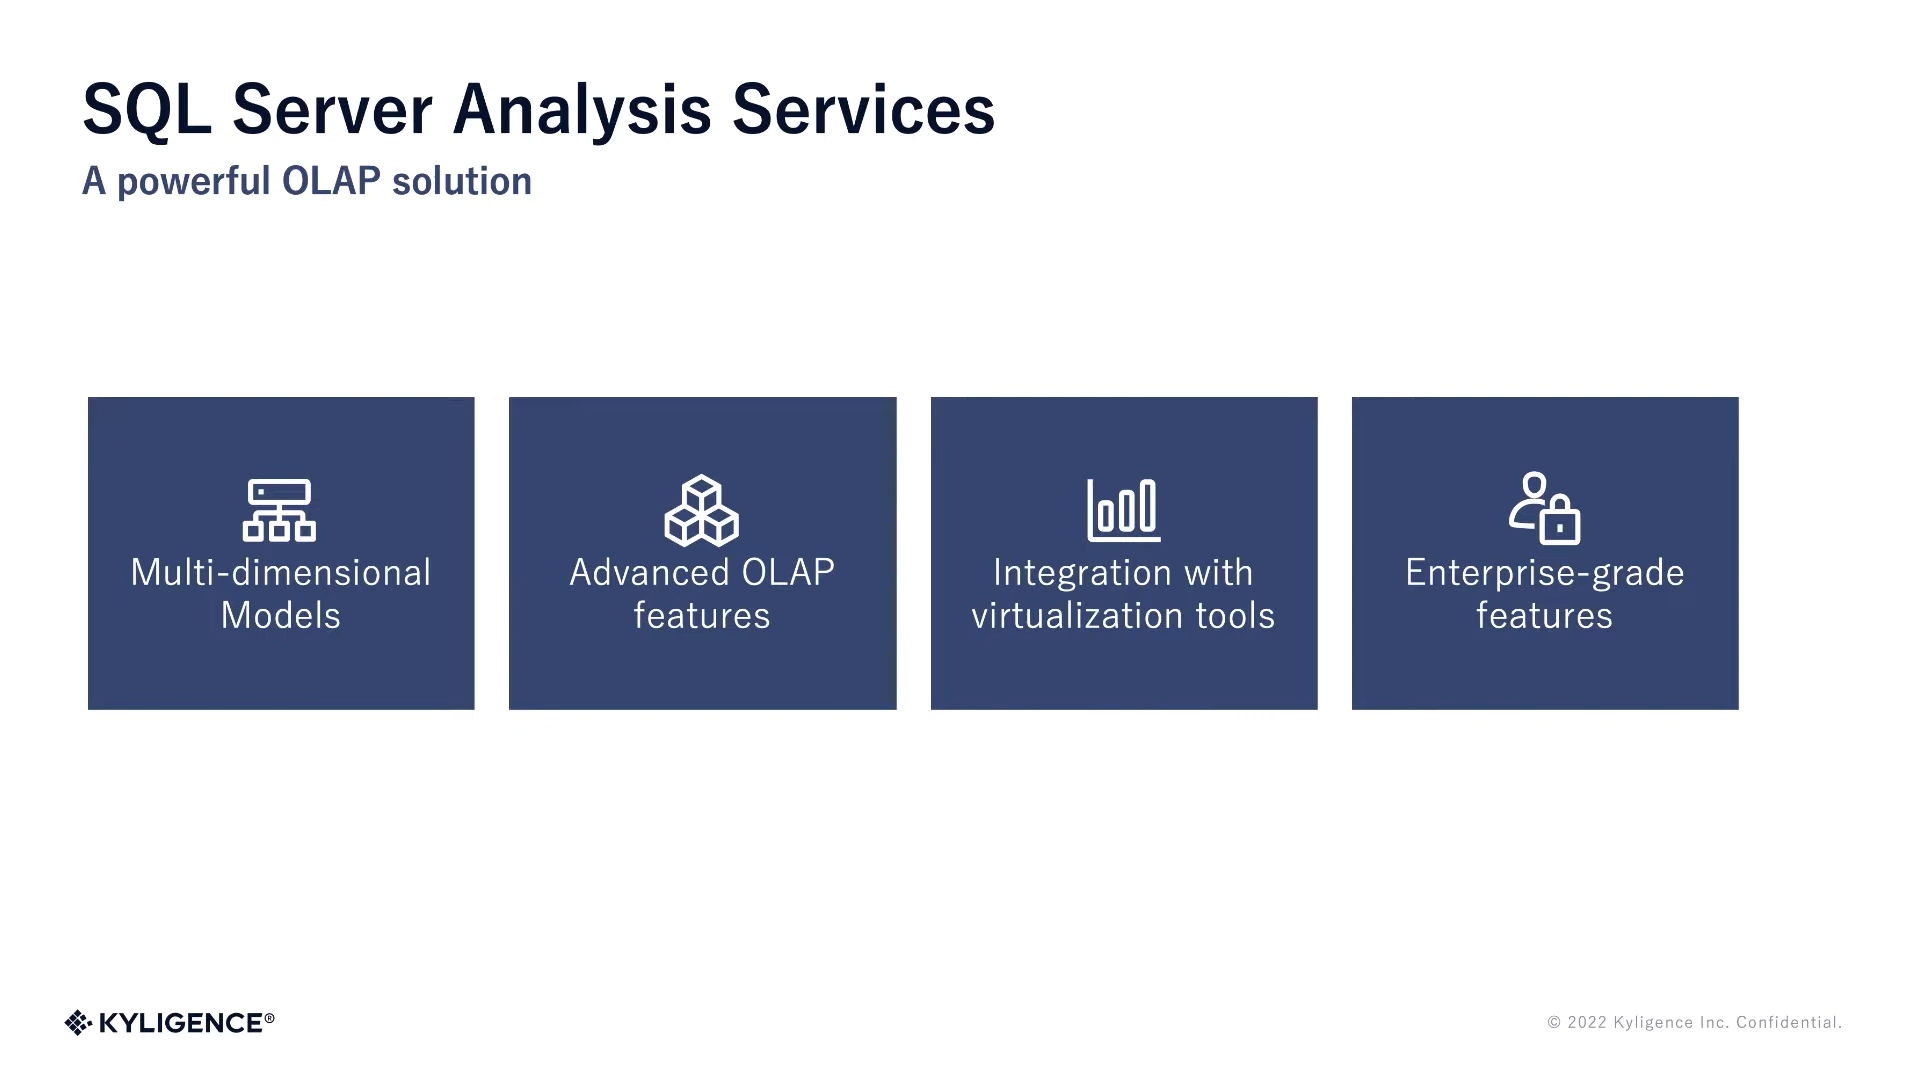 SQL Server Analysis Services
A powerful OLAP solution
Multi-dimensional
Models
Advanced OLAP
features
Integration with
virtualization tools
Enterprise-grade
features
KYLIGENCE®
© 2022 Kyligence Inc. Confidential.